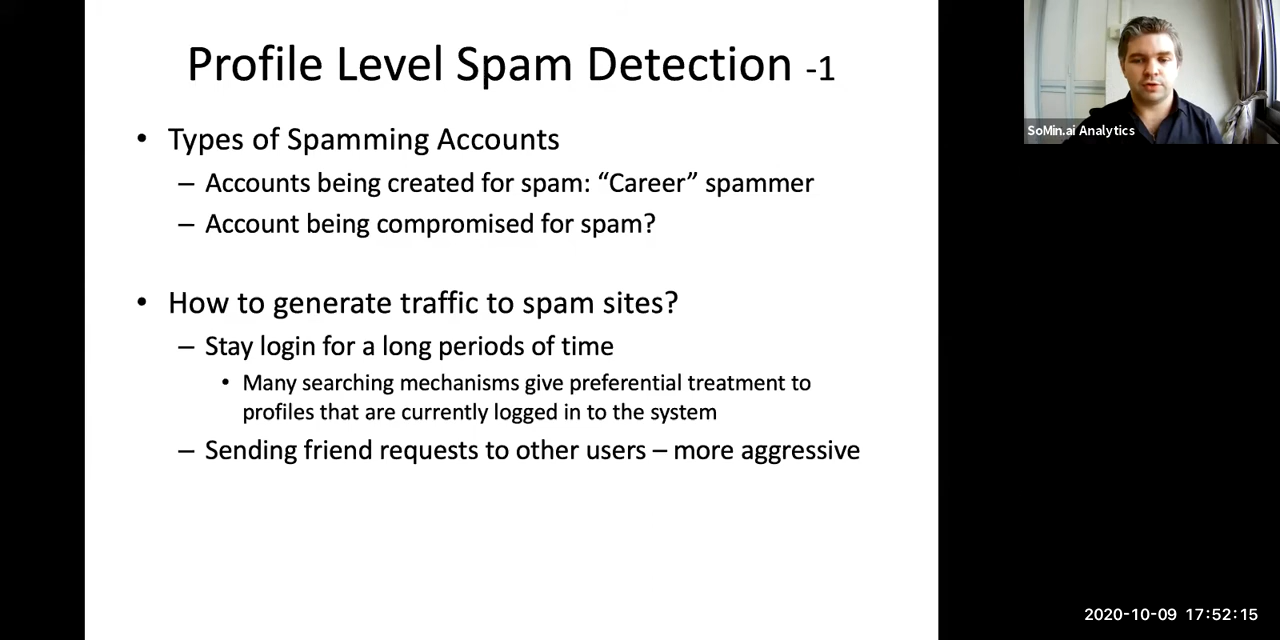 Profile Level Spam Detection -1
• Types of Spamming Accounts
– Accounts being created for spam: “Career” spammer
– Account being compromised for spam?
• How to generate traffic to spam sites?
– Stay login for a long periods of time
• Many searching mechanisms give preferential treatment to
profiles that are currently logged in to the system
– Sending friend requests to other users – more aggressive
SoMin.ai Analytics
2020-10-09 17:52:15